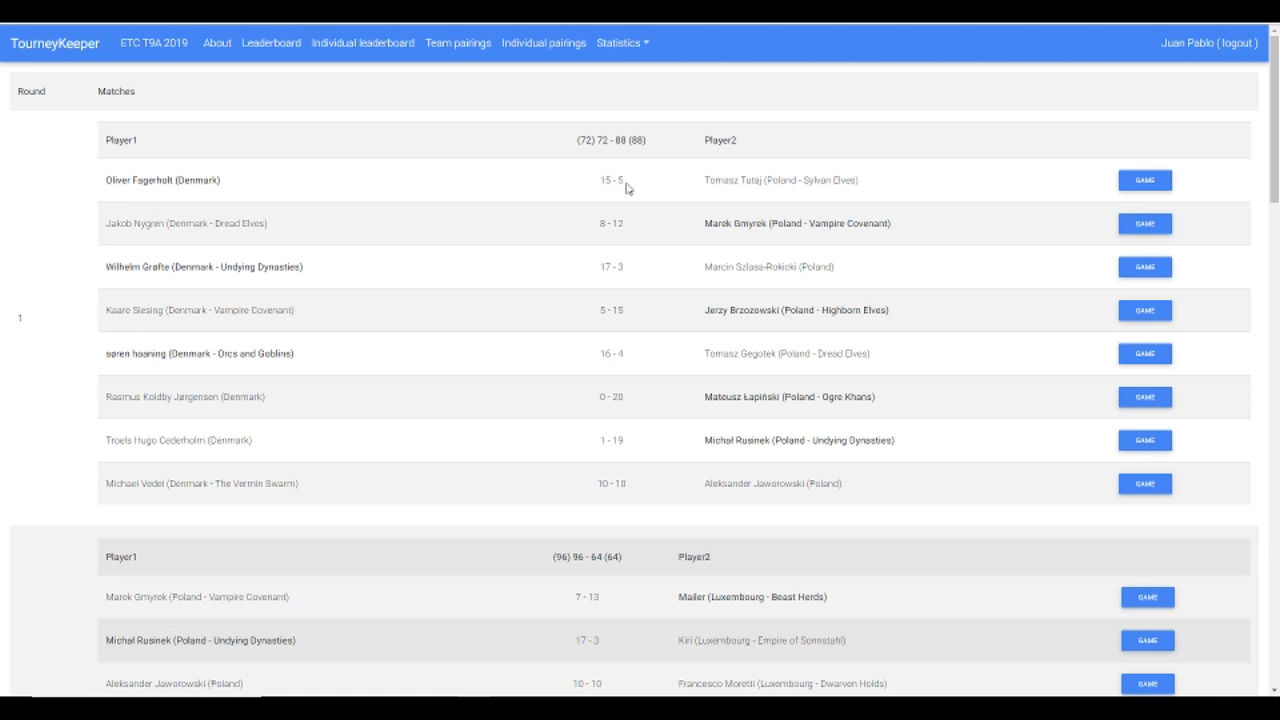 TourneyKeeper ETC T9A 2019 About Leaderboard Individual leaderboard Team pairings Individual pairings Statistics Juan Pablo ( logout )
Round Matches
Player1 (72) 72 - 88 (88) Player2
Oliver Fagerholt (Denmark) 15 - 5 Tomasz Tutaj (Poland - Sylvan Elves) GAME
Jakob Nygren (Denmark - Dread Elves) 8 - 12 Marek Gmyrek (Poland - Vampire Covenant) GAME
Wilhelm Grøfte (Denmark - Undying Dynasties) 17 - 3 Marcin Szlasa-Rokicki (Poland) GAME
1
Kaare Siesing (Denmark - Vampire Covenant) 5 - 15 Jerzy Brzozowski (Poland - Highborn Elves) GAME
søren haaning (Denmark - Orcs and Goblins) 16 - 4 Tomasz Gegotek (Poland - Dread Elves) GAME
Rasmus Koldby Jørgensen (Denmark) 0 - 20 Mateusz Łapiński (Poland - Ogre Khans) GAME
Troels Hugo Cederholm (Denmark) 1 - 19 Michał Rusinek (Poland - Undying Dynasties) GAME
Michael Vedel (Denmark - The Vermin Swarm) 10 - 10 Aleksander Jaworowski (Poland) GAME
Player1 (96) 96 - 64 (64) Player2
Marek Gmyrek (Poland - Vampire Covenant) 7 - 13 Mailer (Luxembourg - Beast Herds) GAME
Michał Rusinek (Poland - Undying Dynasties) 17 - 3 Kiri (Luxembourg - Empire of Sonnstahl) GAME
Aleksander Jaworowski (Poland) 10 - 10 Francesco Moretti (Luxembourg - Dwarven Holds) GAME